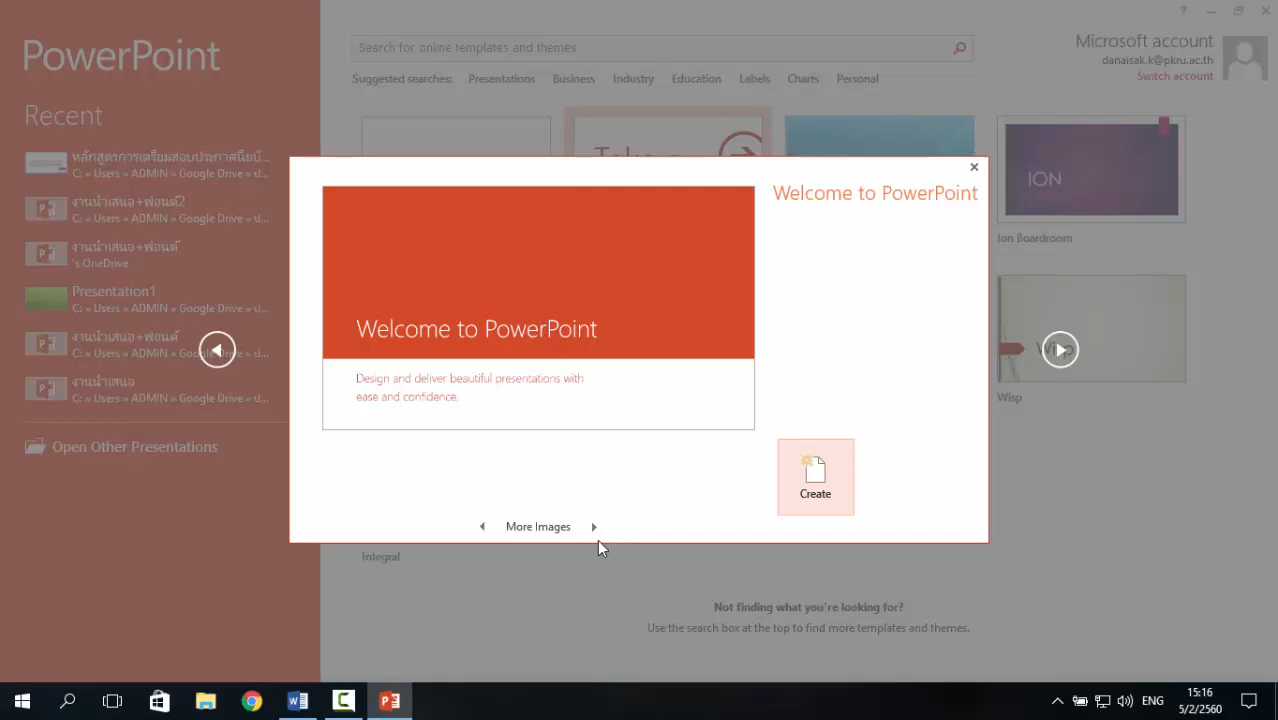 PowerPoint
Recent
หลักสูตรการเตรียมสอบประกาศนียบั...
C: » Users » ADMIN » Google Drive » ป...
งานนำเสนอ+ฟอนต์2
C: » Users » ADMIN » Google Drive » ป...
งานนำเสนอ+ฟอนต์
's OneDrive
Presentation1
C: » Users » ADMIN » Google Drive » ป...
งานนำเสนอ+ฟอนต์
C: » Users » ADMIN » Google Drive » ป...
งานนำเสนอ
C: » Users » ADMIN » Google Drive » ป...
Open Other Presentations
Search for online templates and themes
Suggested searches: Presentations Business Industry Education Labels Charts Personal
?
Microsoft account
danaisak.k@pkru.ac.th
Switch account
Take a
ION
Ion Boardroom
Wisp
Wisp
Welcome to PowerPoint
Welcome to PowerPoint
Design and deliver beautiful presentations with
ease and confidence.
Create
More Images
Integral
Not finding what you're looking for?
Use the search box at the top to find more templates and themes.
ENG
15:16
5/2/2560